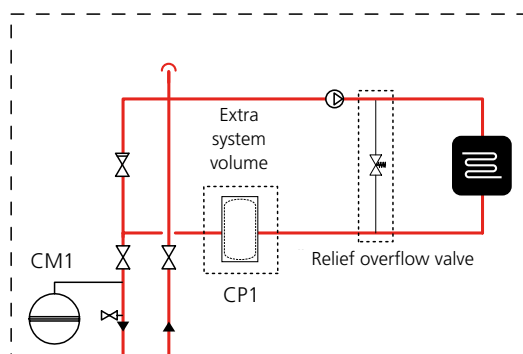 Extra
system
volume
CM1
CP1
Relief overflow valve